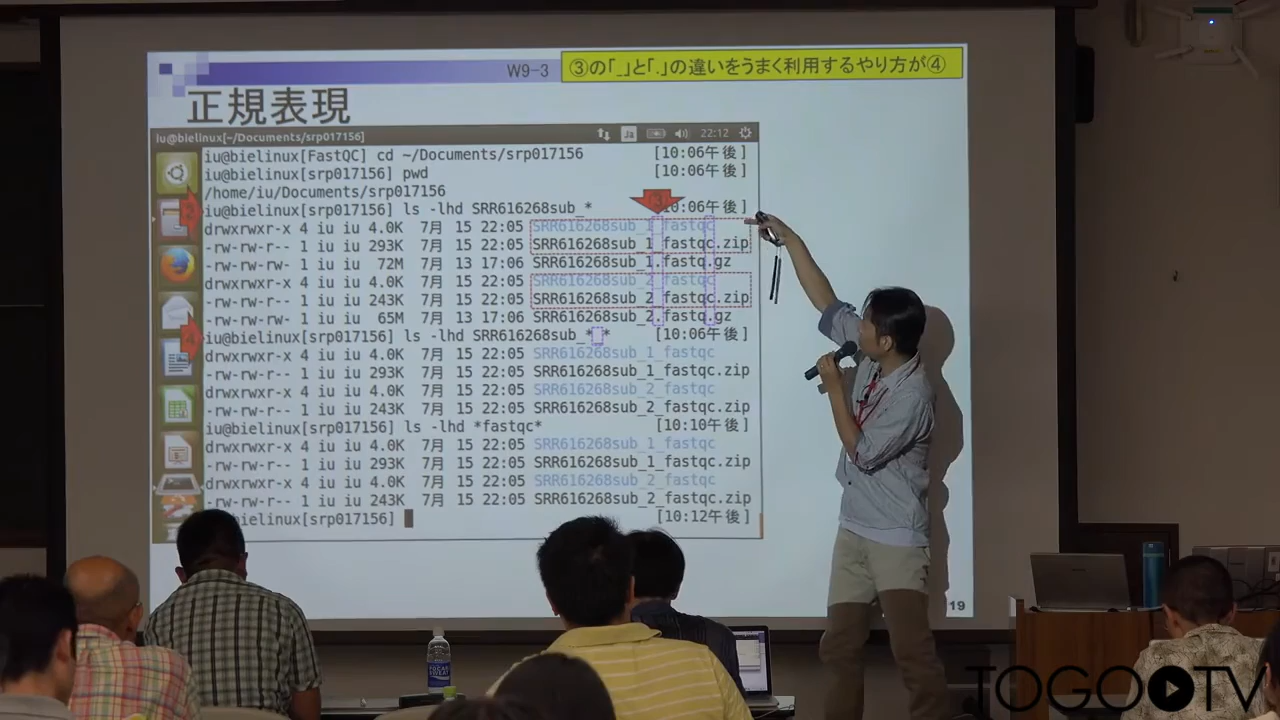 W9-3
③の「_」と「.」の違いをうまく利用するやり方が④
正規表現
iu@bielinux[~/Documents/srp017156]
Ja
22:12
iu@bielinux[FastQC] cd ~/Documents/srp017156 [10:06午後]
iu@bielinux[srp017156] pwd [10:06午後]
/home/iu/Documents/srp017156
iu@bielinux[srp017156] ls -lhd SRR616268sub_* [10:06午後]
drwxrwxr-x 4 iu iu 4.0K 7月 15 22:05 SRR616268sub_1_fastqc
-rw-rw-r-- 1 iu iu 293K 7月 15 22:05 SRR616268sub_1_fastqc.zip
-rw-rw-rw- 1 iu iu 72M 7月 13 17:06 SRR616268sub_1.fastq.gz
drwxrwxr-x 4 iu iu 4.0K 7月 15 22:05 SRR616268sub_2_fastqc
-rw-rw-r-- 1 iu iu 243K 7月 15 22:05 SRR616268sub_2_fastqc.zip
-rw-rw-rw- 1 iu iu 65M 7月 13 17:06 SRR616268sub_2.fastq.gz
iu@bielinux[srp017156] ls -lhd SRR616268sub_*_* [10:06午後]
drwxrwxr-x 4 iu iu 4.0K 7月 15 22:05 SRR616268sub_1_fastqc
-rw-rw-r-- 1 iu iu 293K 7月 15 22:05 SRR616268sub_1_fastqc.zip
drwxrwxr-x 4 iu iu 4.0K 7月 15 22:05 SRR616268sub_2_fastqc
-rw-rw-r-- 1 iu iu 243K 7月 15 22:05 SRR616268sub_2_fastqc.zip
iu@bielinux[srp017156] ls -lhd *fastqc* [10:10午後]
drwxrwxr-x 4 iu iu 4.0K 7月 15 22:05 SRR616268sub_1_fastqc
-rw-rw-r-- 1 iu iu 293K 7月 15 22:05 SRR616268sub_1_fastqc.zip
drwxrwxr-x 4 iu iu 4.0K 7月 15 22:05 SRR616268sub_2_fastqc
-rw-rw-r-- 1 iu iu 243K 7月 15 22:05 SRR616268sub_2_fastqc.zip
bielinux[srp017156] [10:12午後]
19
POCARI SWEAT
TOGO TV